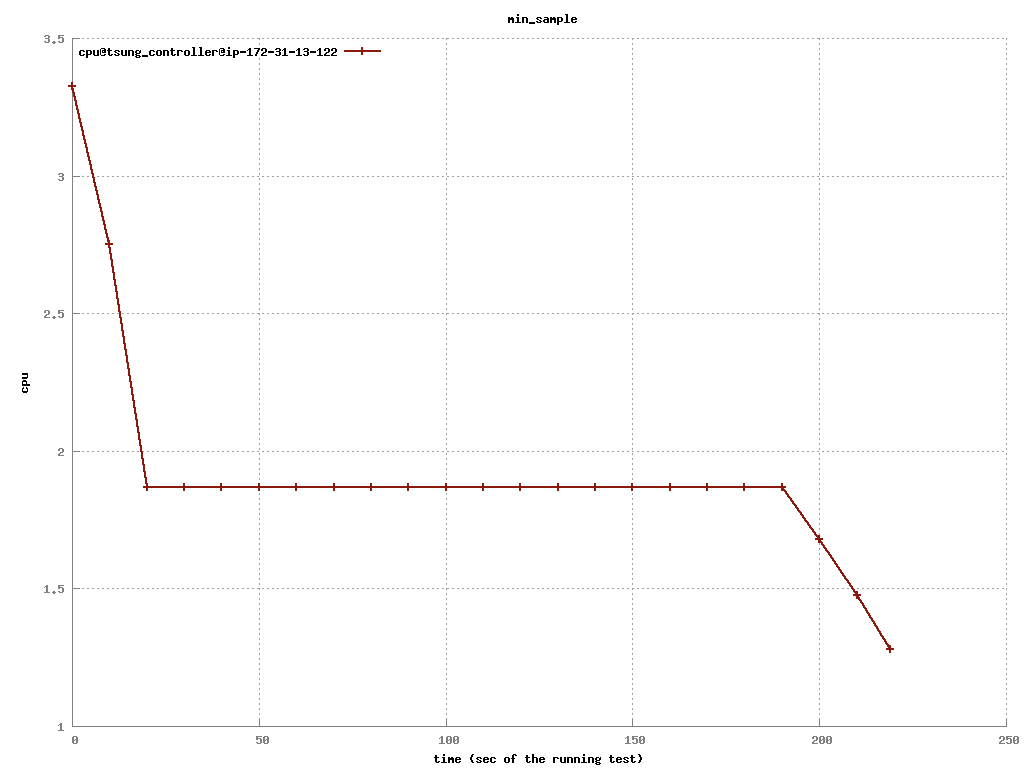 min_sample
3.5
cpu@tsung_controller@ip-172-31-13-122
3
2.5
cpu
2
1.5
1
0 50 100 150 200 250
time (sec of the running test)